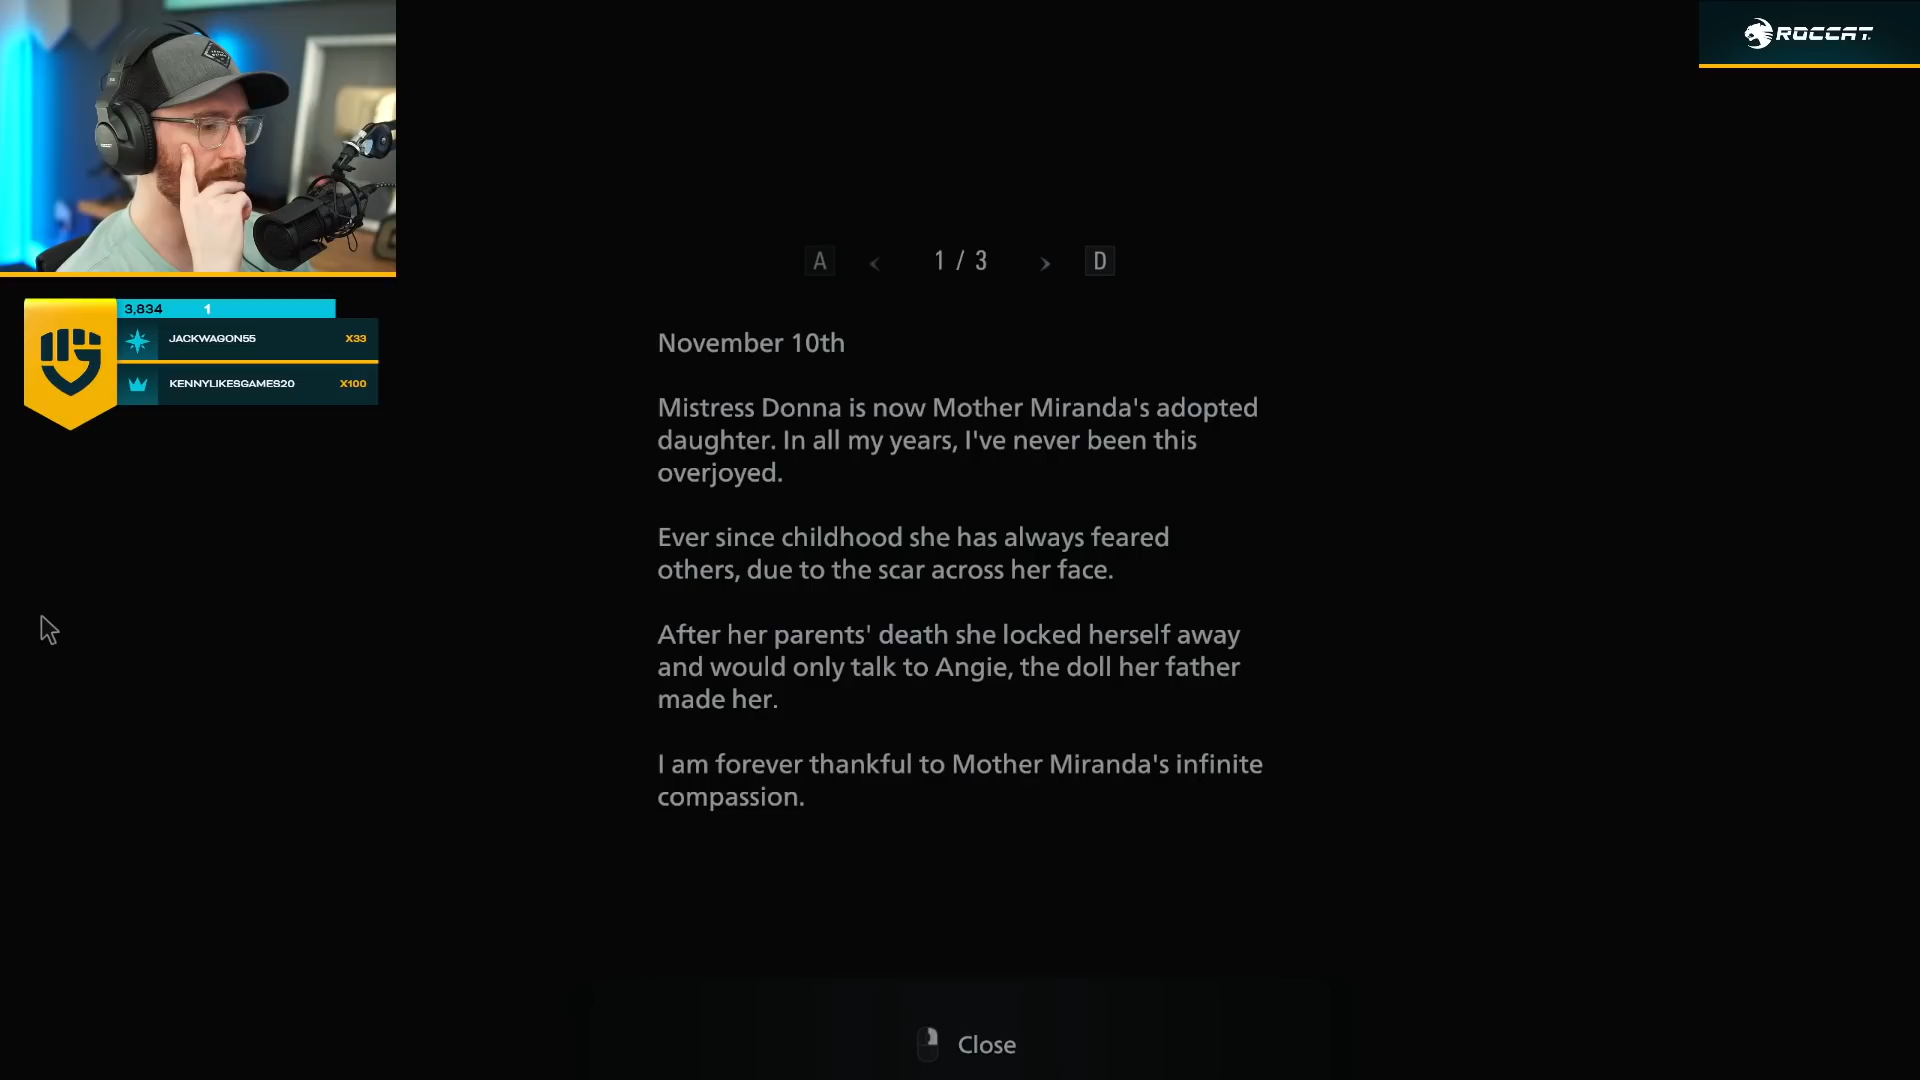 ROCCAT
3,834 1
JACKWAGON55 X33
KENNYLIKESGAMES20 X100
A < 1 / 3 > D
November 10th
Mistress Donna is now Mother Miranda's adopted
daughter. In all my years, I've never been this
overjoyed.
Ever since childhood she has always feared
others, due to the scar across her face.
After her parents' death she locked herself away
and would only talk to Angie, the doll her father
made her.
I am forever thankful to Mother Miranda's infinite
compassion.
Close